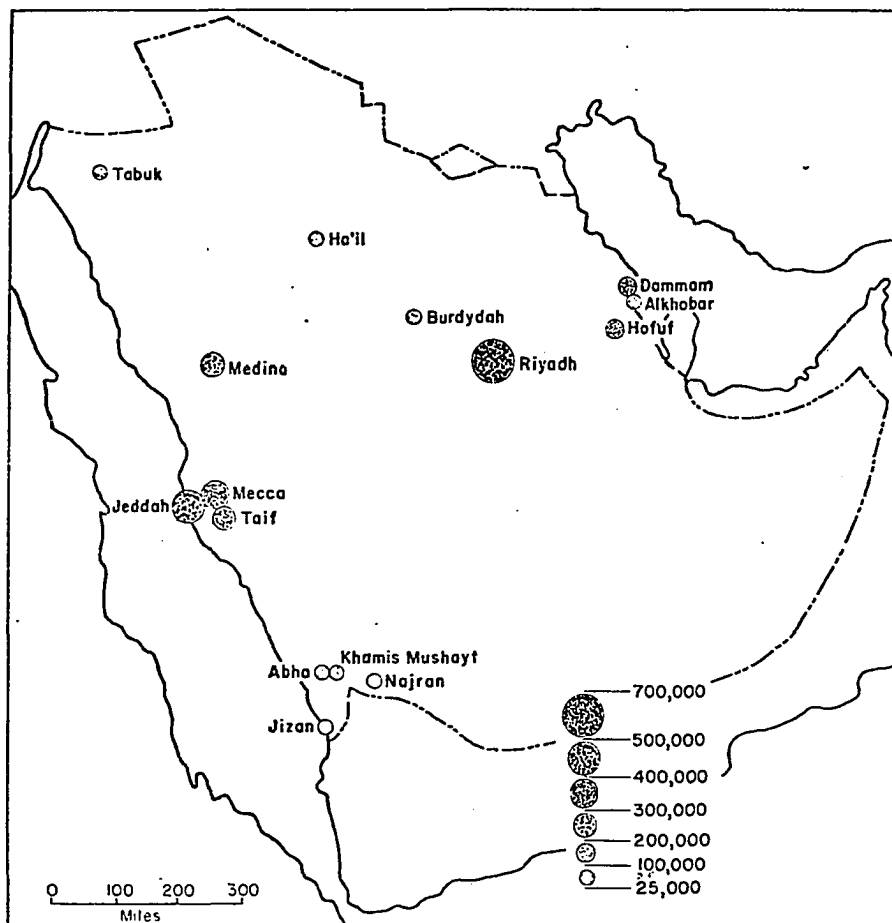 Tabuk
Ha'il
Dammam
Alkhobar
Burdydah
Hofuf
Medina
Riyadh
Mecca
Jeddah
Taif
Khamis Mushayt
Abha
Najran
Jizan
700,000
500,000
400,000
300,000
200,000
100,000
25,000
0 100 200 300
Miles